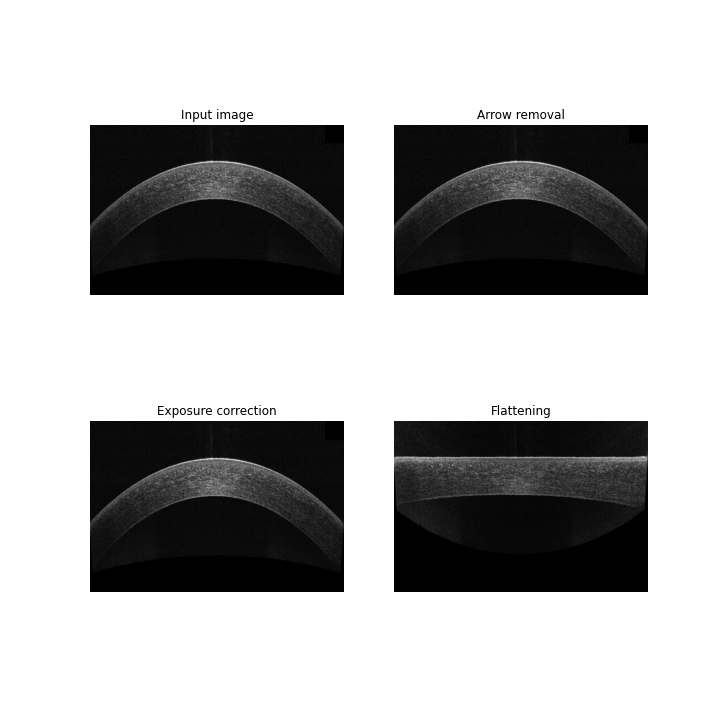 Input image
Arrow removal
Exposure correction
Flattening